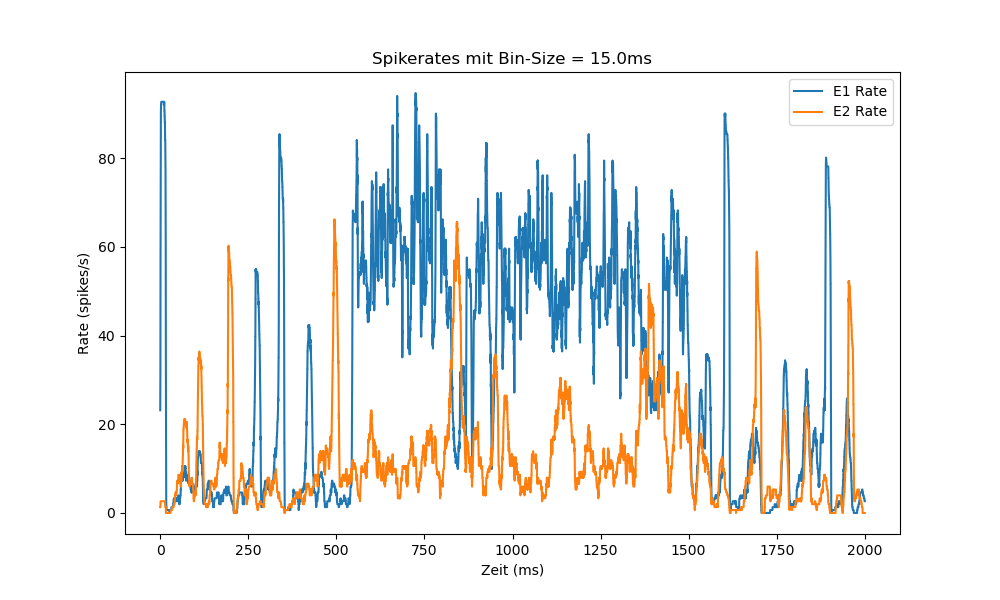 Spikerates mit Bin-Size = 15.0ms
E1 Rate
E2 Rate
Rate (spikes/s)
80
60
40
20
0
0 250 500 750 1000 1250 1500 1750 2000
Zeit (ms)